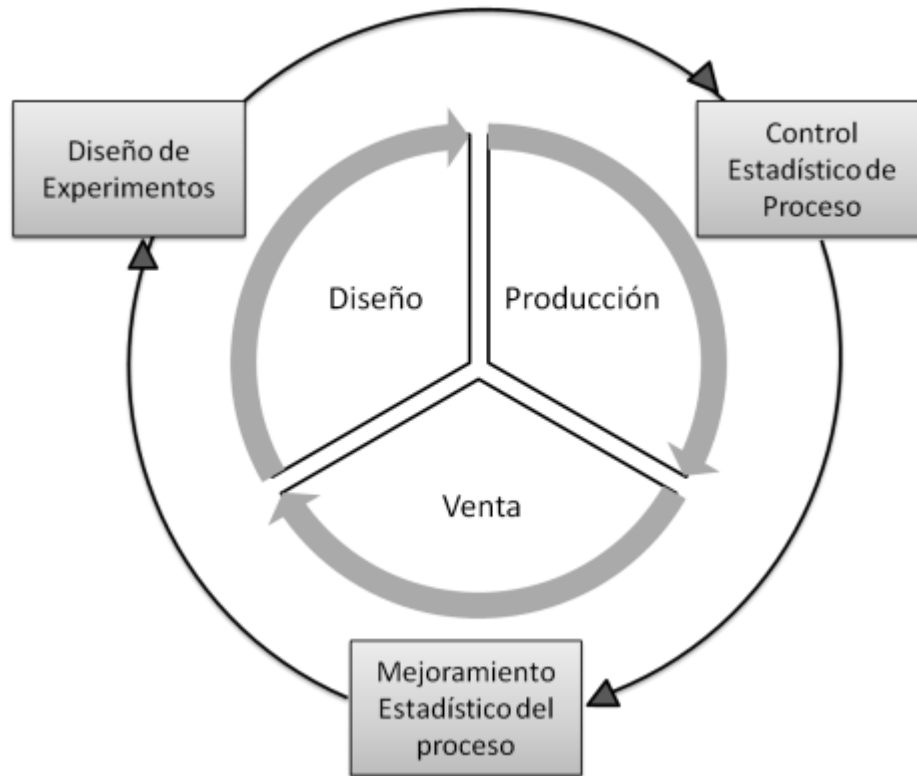 Diseño de
Experimentos
Control
Estadístico de
Proceso
Diseño
Producción
Venta
Mejoramiento
Estadístico del
proceso